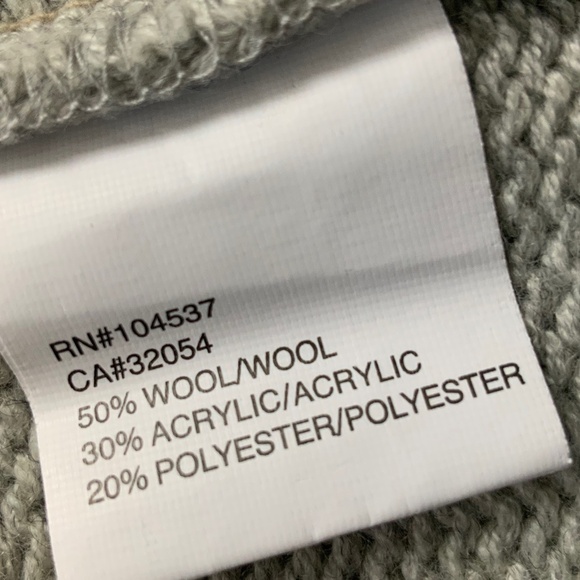 RN#104537
CA#32054
50% WOOL/WOOL
30% ACRYLIC/ACRYLIC
20% POLYESTER/POLYESTER